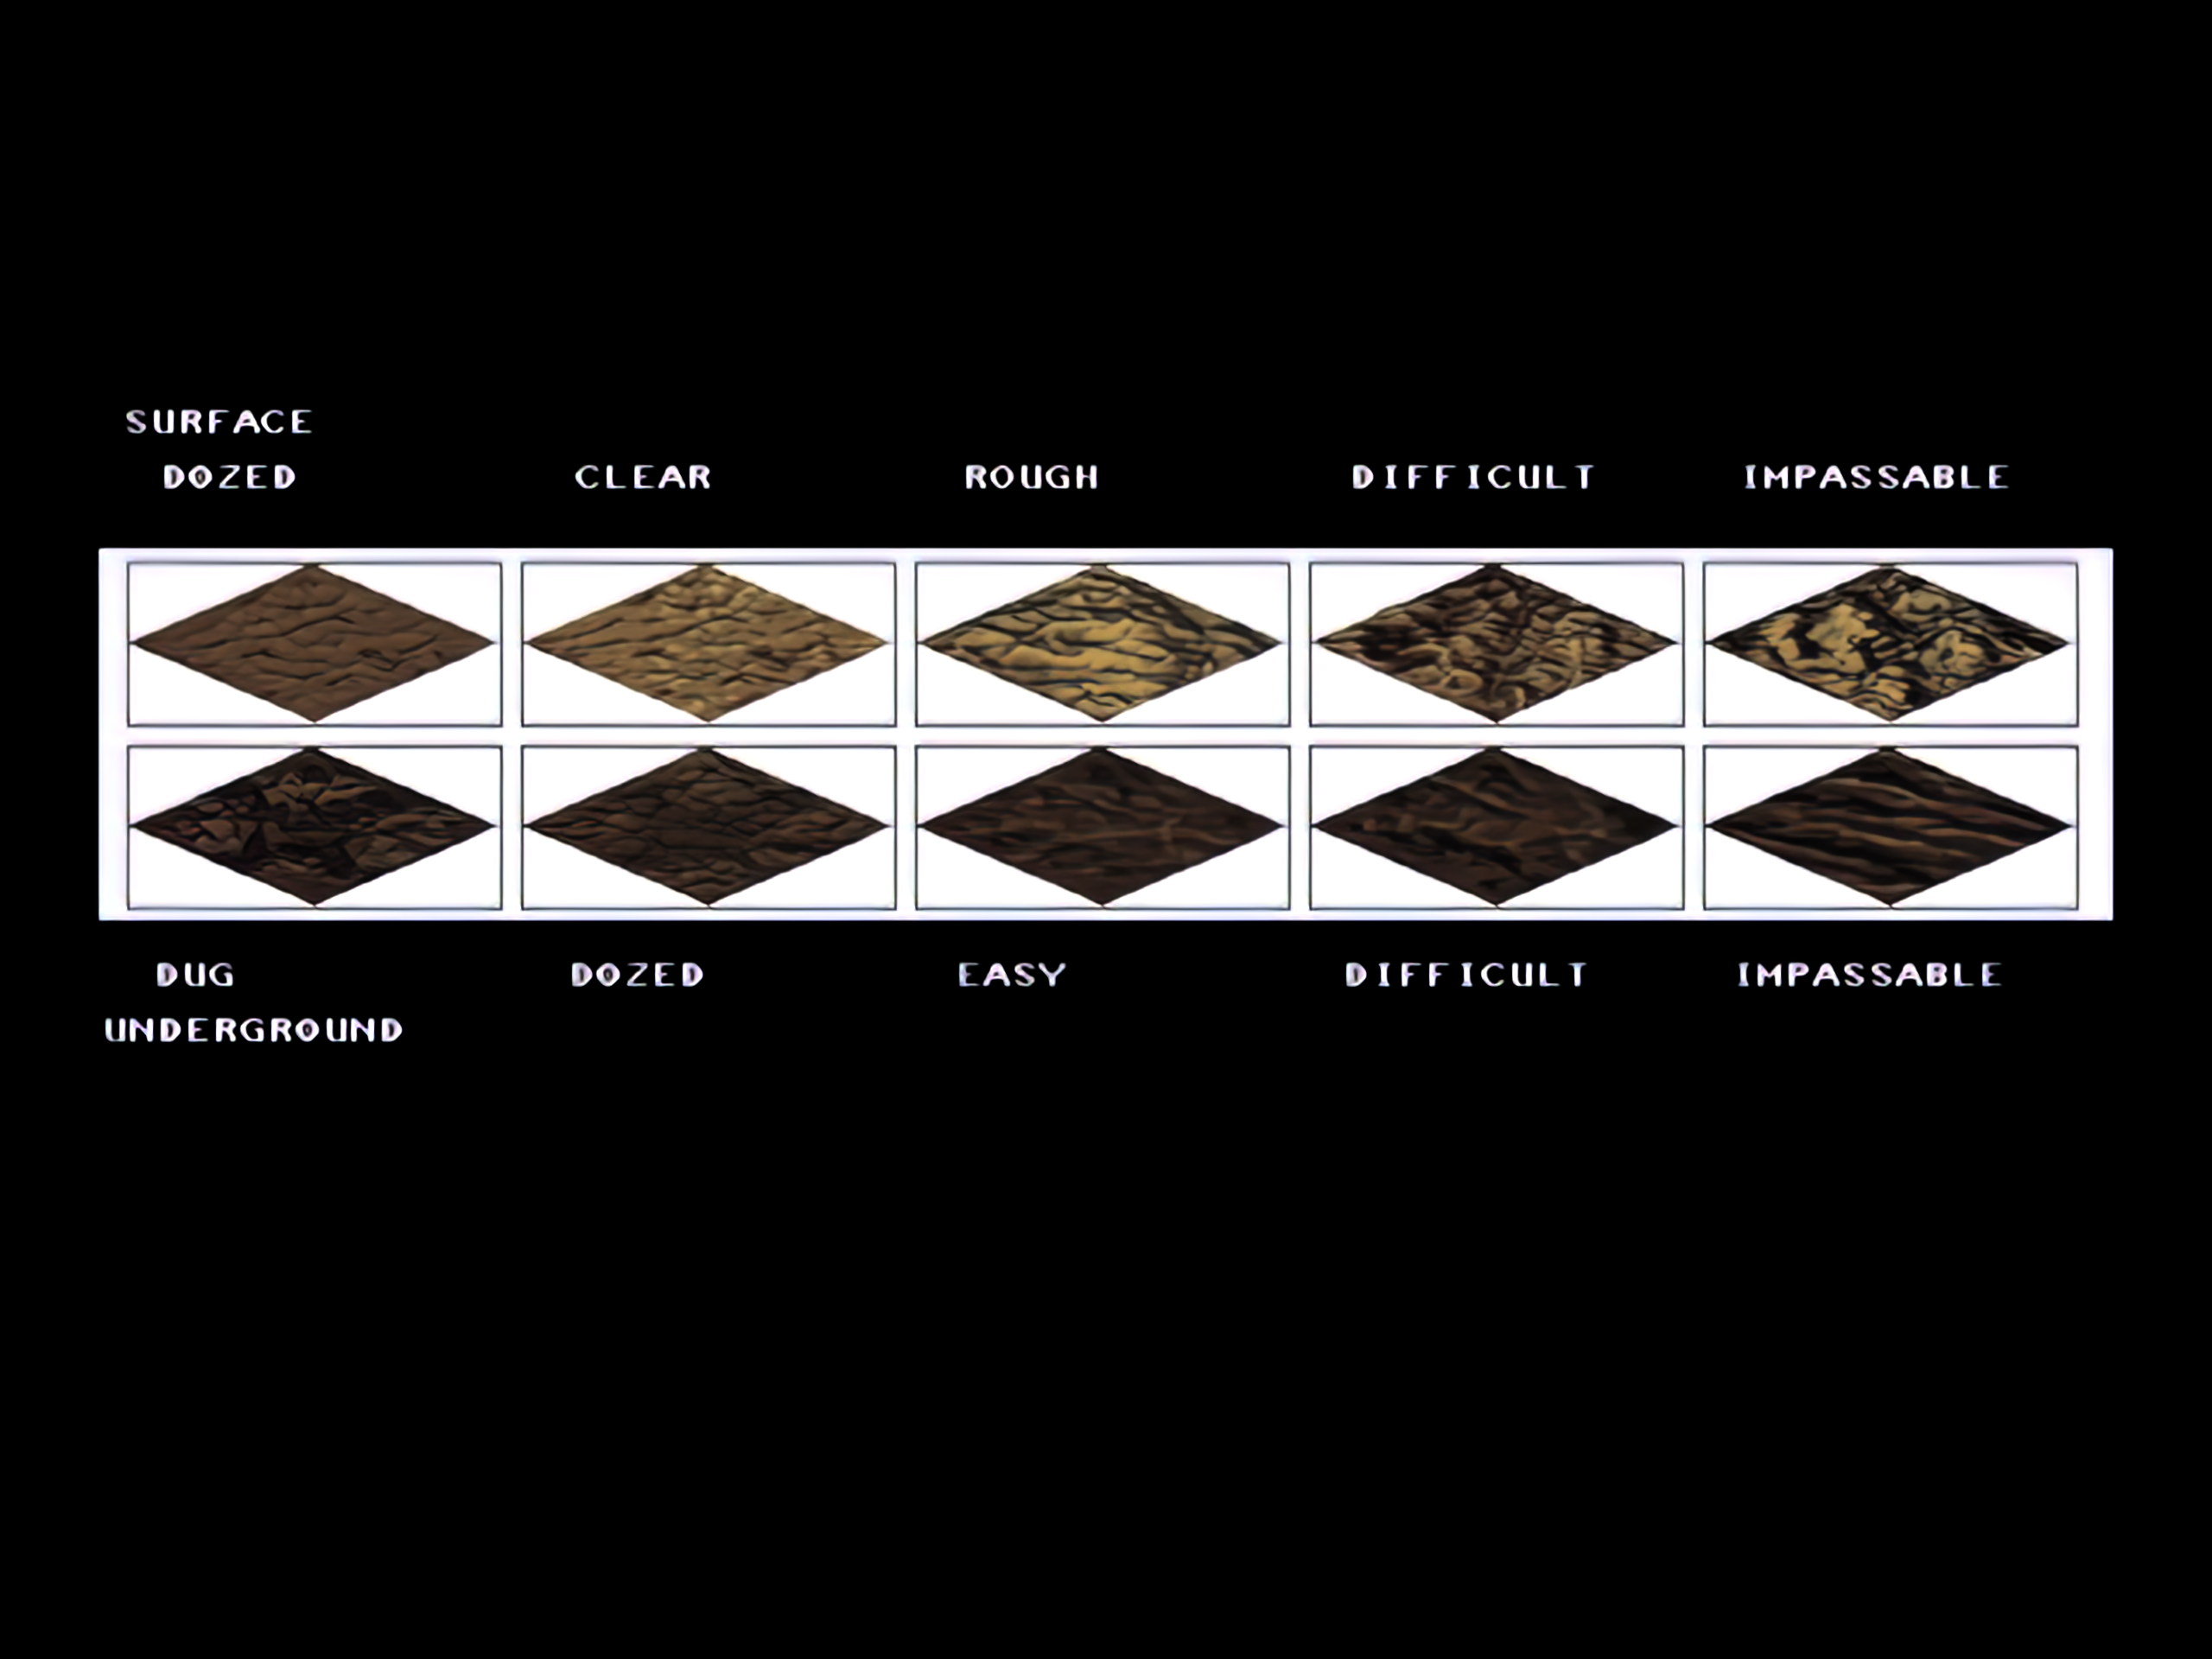 SURFACE
DOZED CLEAR ROUGH DIFFICULT IMPASSABLE
DUG DOZED EASY DIFFICULT IMPASSABLE
UNDERGROUND